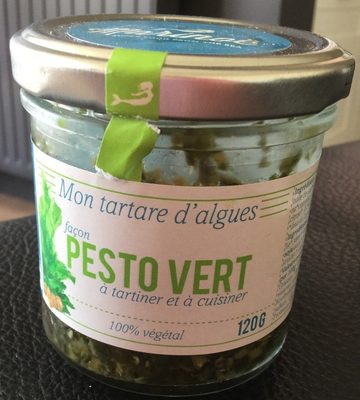 Mon tartare d'algues
façon
PESTO VERT
à tartiner et à cuisiner
100% végétal
120G